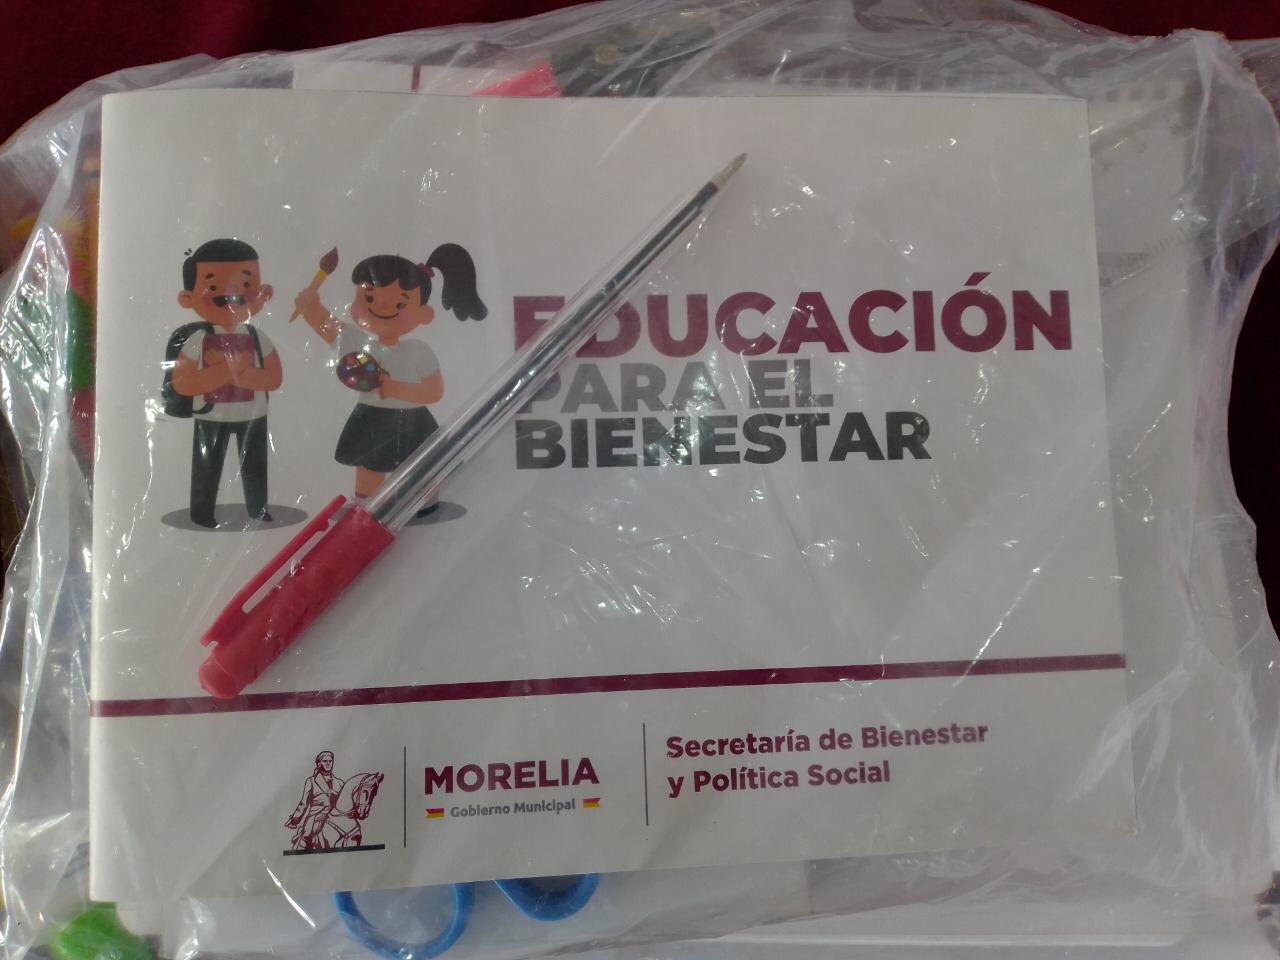 EDUCACIÓN
PARA EL
BIENESTAR
MORELIA
Gobierno Municipal
Secretaría de Bienestar
y Política Social